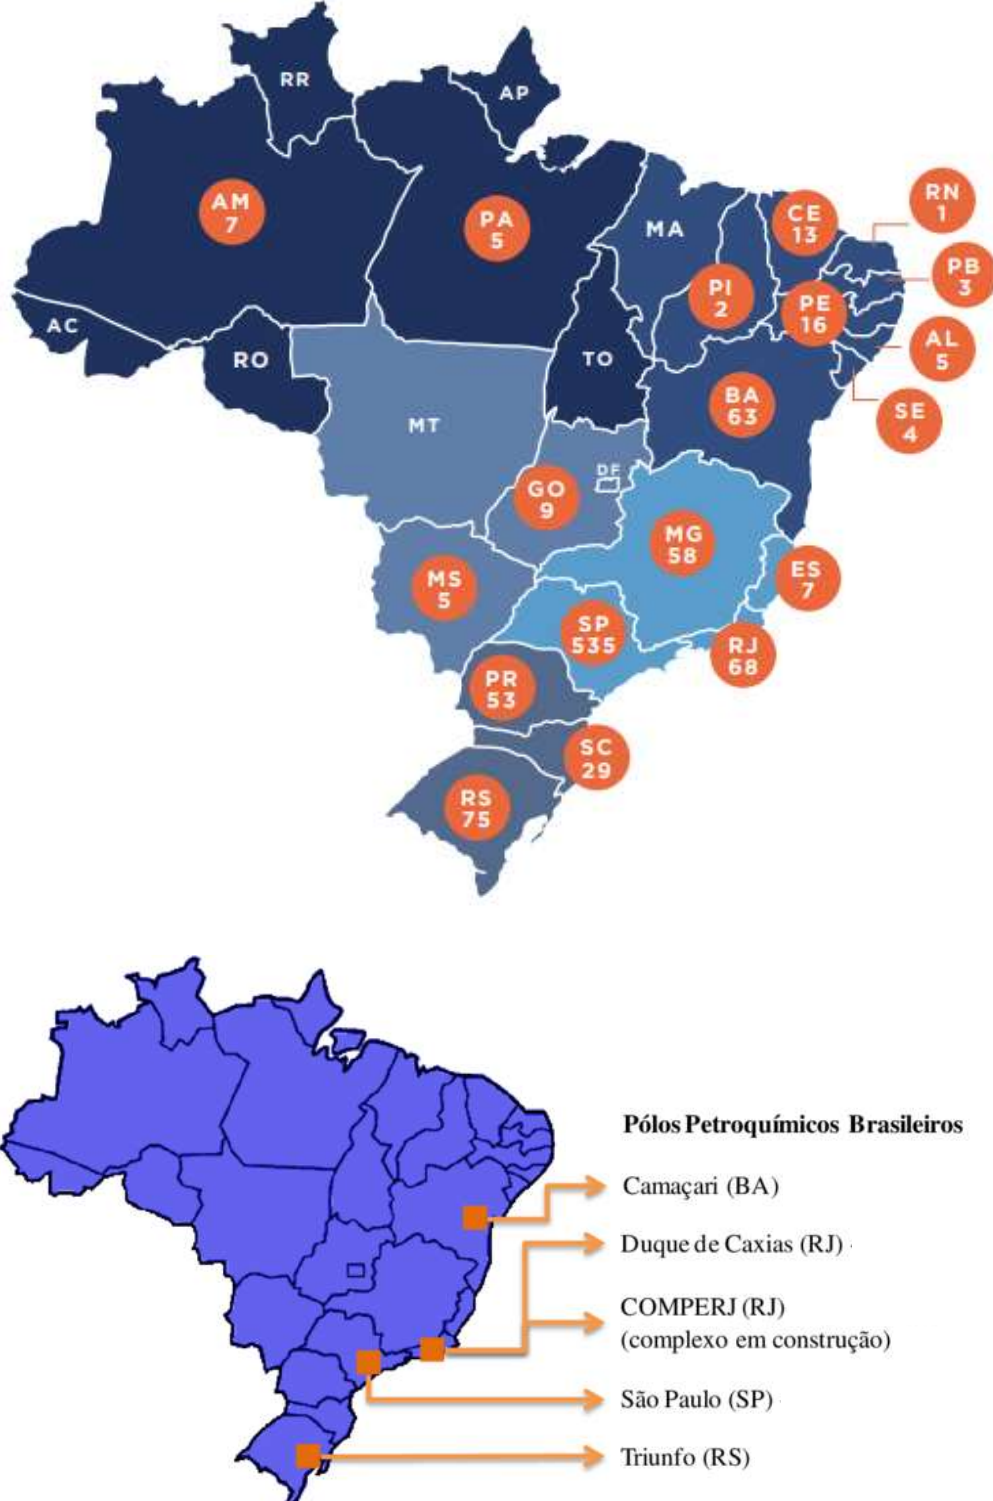 RR
AP
AM
7
PA
5
MA
CE
13
RN
1
PI
2
PE
16
PB
3
AC
RO
TO
AL
5
BA
63
SE
4
MT
DF
GO
9
MG
58
MS
5
ES
7
SP
535
RJ
68
PR
53
SC
29
RS
75
Pólos Petroquímicos Brasileiros
Camaçari (BA)
Duque de Caxias (RJ)
COMPERJ (RJ)
(complexo em construção)
São Paulo (SP)
Triunfo (RS)